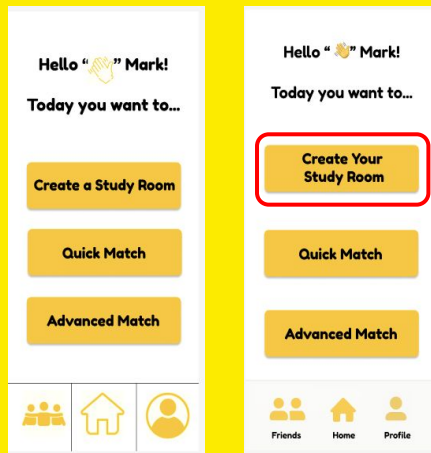 Hello “👋” Mark!
Today you want to...
Create a Study Room
Quick Match
Advanced Match
Hello “👋” Mark!
Today you want to...
Create Your
Study Room
Quick Match
Advanced Match
Friends
Home
Profile